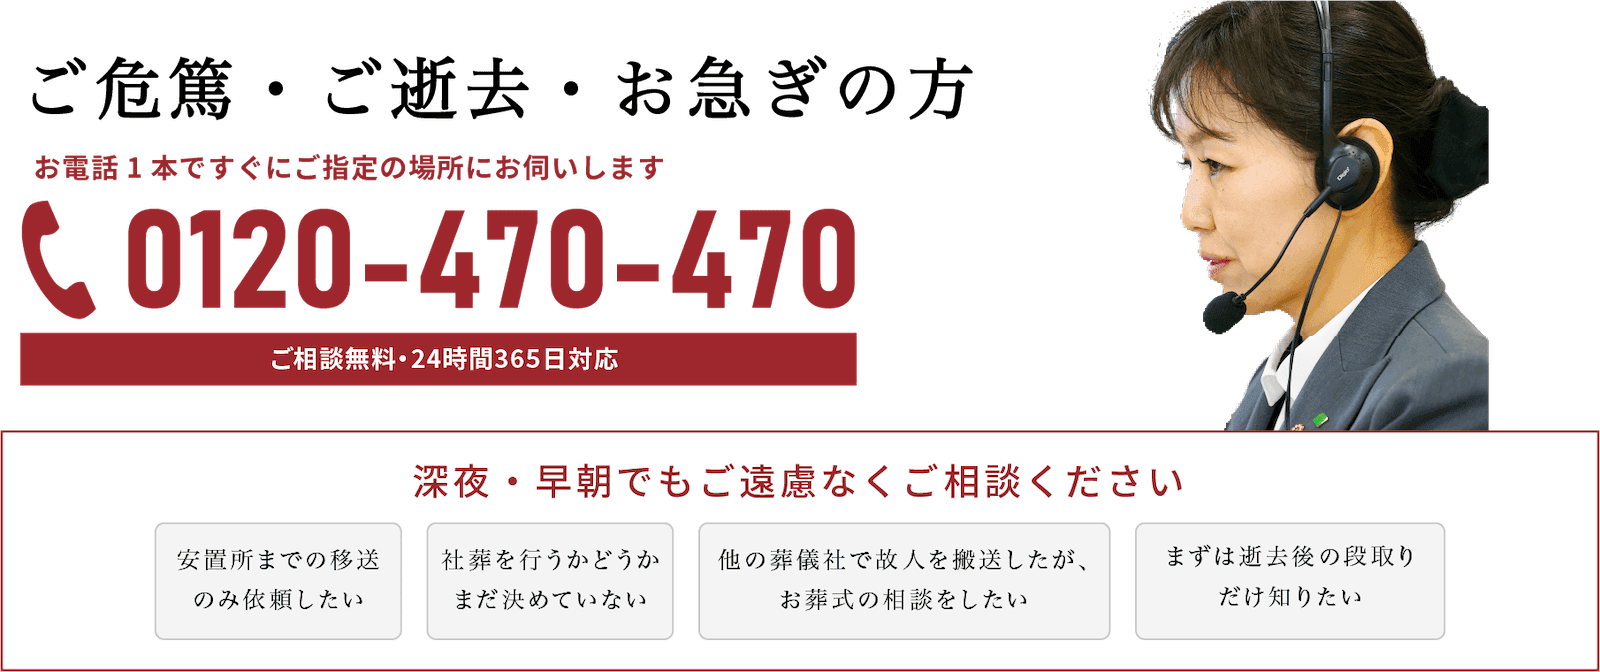 ご危篤・ご逝去・お急ぎの方
お電話1本ですぐにご指定の場所にお伺いします
0120-470-470
ご相談無料・24時間365日対応
深夜・早朝でもご遠慮なくご相談ください
安置所までの移送
のみ依頼したい
社葬を行うかどうか
まだ決めていない
他の葬儀社で故人を搬送したが、
お葬式の相談をしたい
まずは逝去後の段取り
だけ知りたい